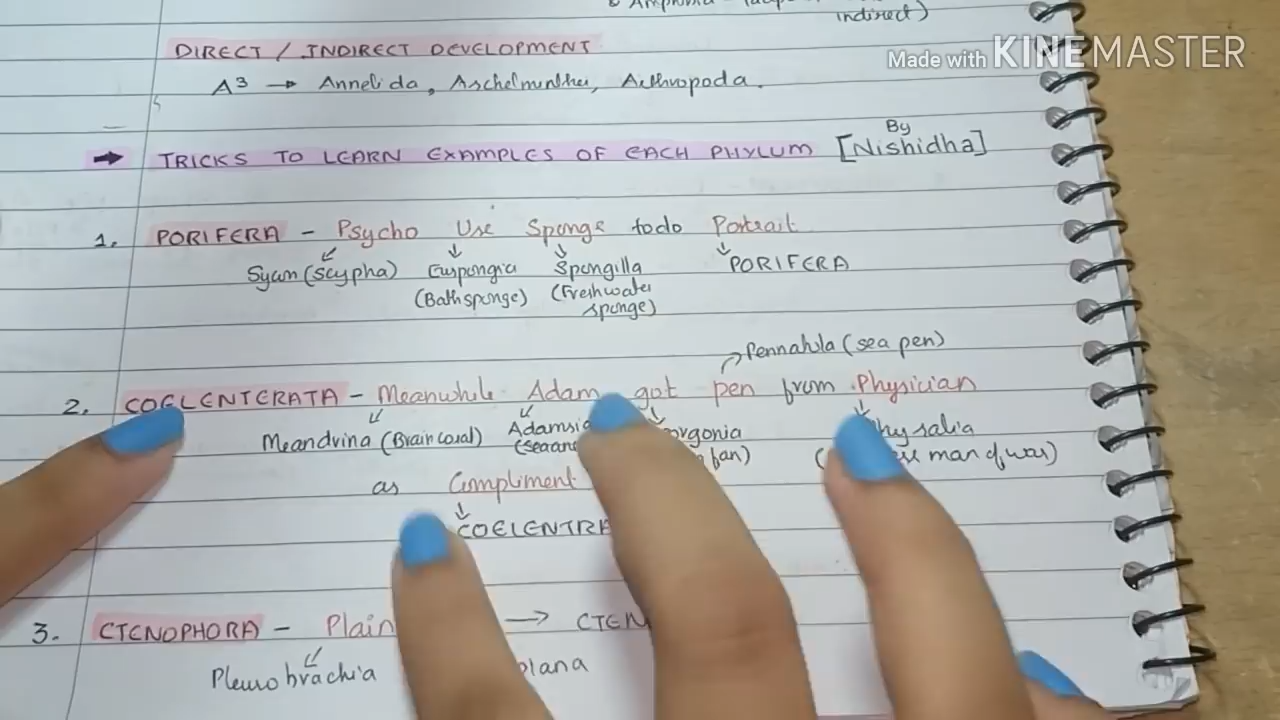 indirect)
Made with KINEMASTER
DIRECT / INDIRECT DEVELOPMENT
A³ → Annelida, Aschelminthes, Arthropoda.
By
→ TRICKS TO LEARN EXAMPLES OF EACH PHYLUM [Nishidha]
1. PORIFERA - Psycho Use Sponge todo Portrait
Sycon (Scypha) Euspongia Spongilla PORIFERA
(Bath sponge) (Freshwater
sponge)
Pennatula (sea pen)
2. COELENTERATA - Meanwhile Adam got pen from Physician
Meandrina (Brain coral) Adamsia
fan) man of war)
as Compliment
COELENTRA
3. CTENOPHORA - Plain → CTEN
Pleurobrachia plana